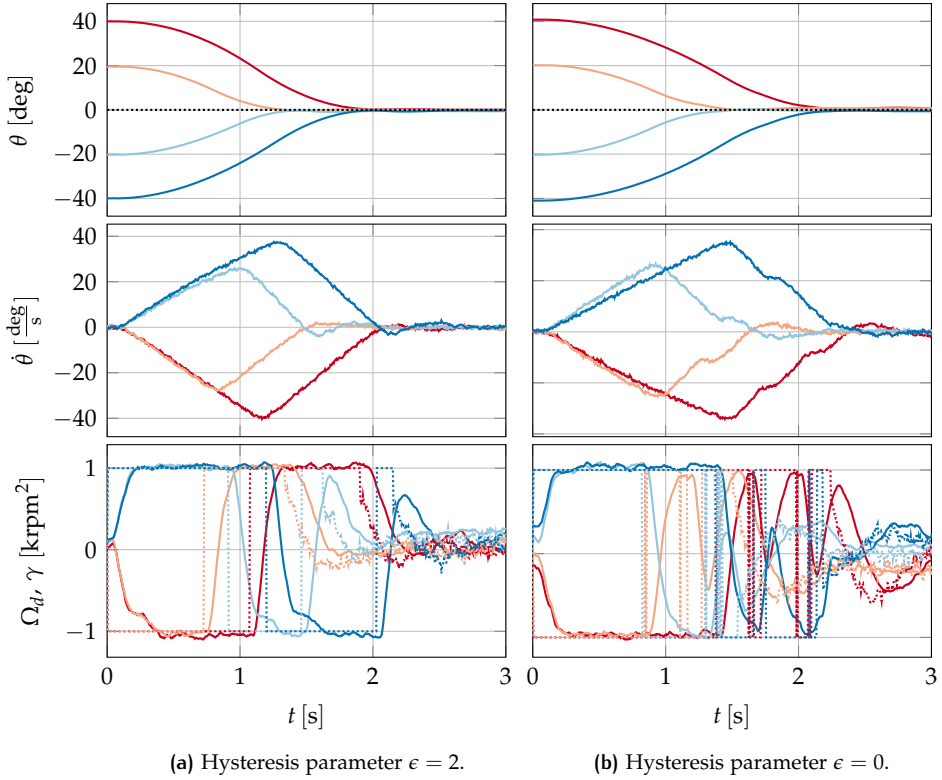 40
20
0
−20
−40
θ [deg]
40
20
0
−20
−40
θ̇ [deg/s]
1
0
−1
Ω_d, γ [krpm²]
0 1 2 3
0 1 2 3
t [s]
t [s]
(a) Hysteresis parameter ϵ = 2.
(b) Hysteresis parameter ϵ = 0.